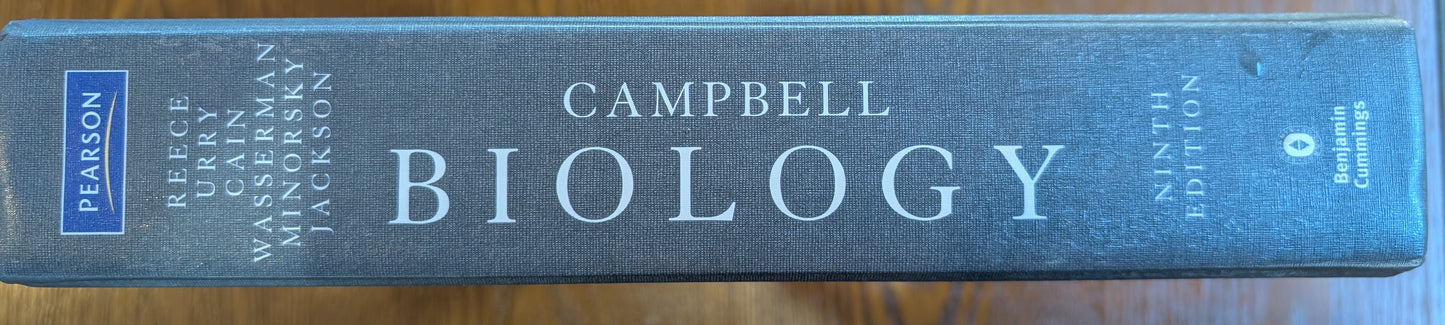 PEARSON
REECE
URRY
CAIN
WASSERMAN
MINORSKY
JACKSON
CAMPBELL
BIOLOGY
NINTH
EDITION
Benjamin
Cummings